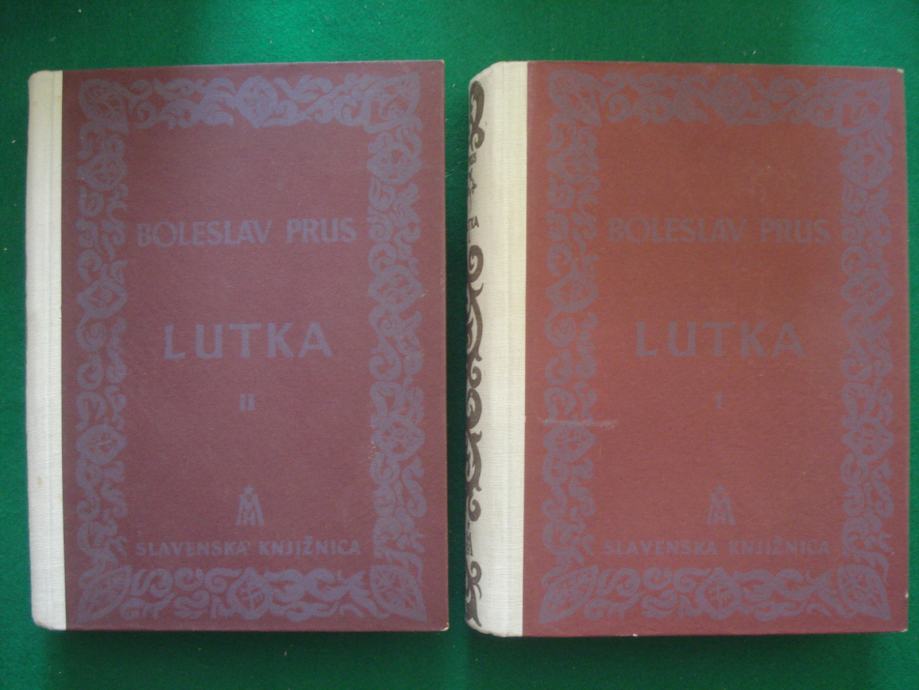 BOLESLAV PRUS
LUTKA
II
SLAVENSKA KNJIŽNICA
BOLESLAV PRUS
LUTKA
I
SLAVENSKA KNJIŽNICA